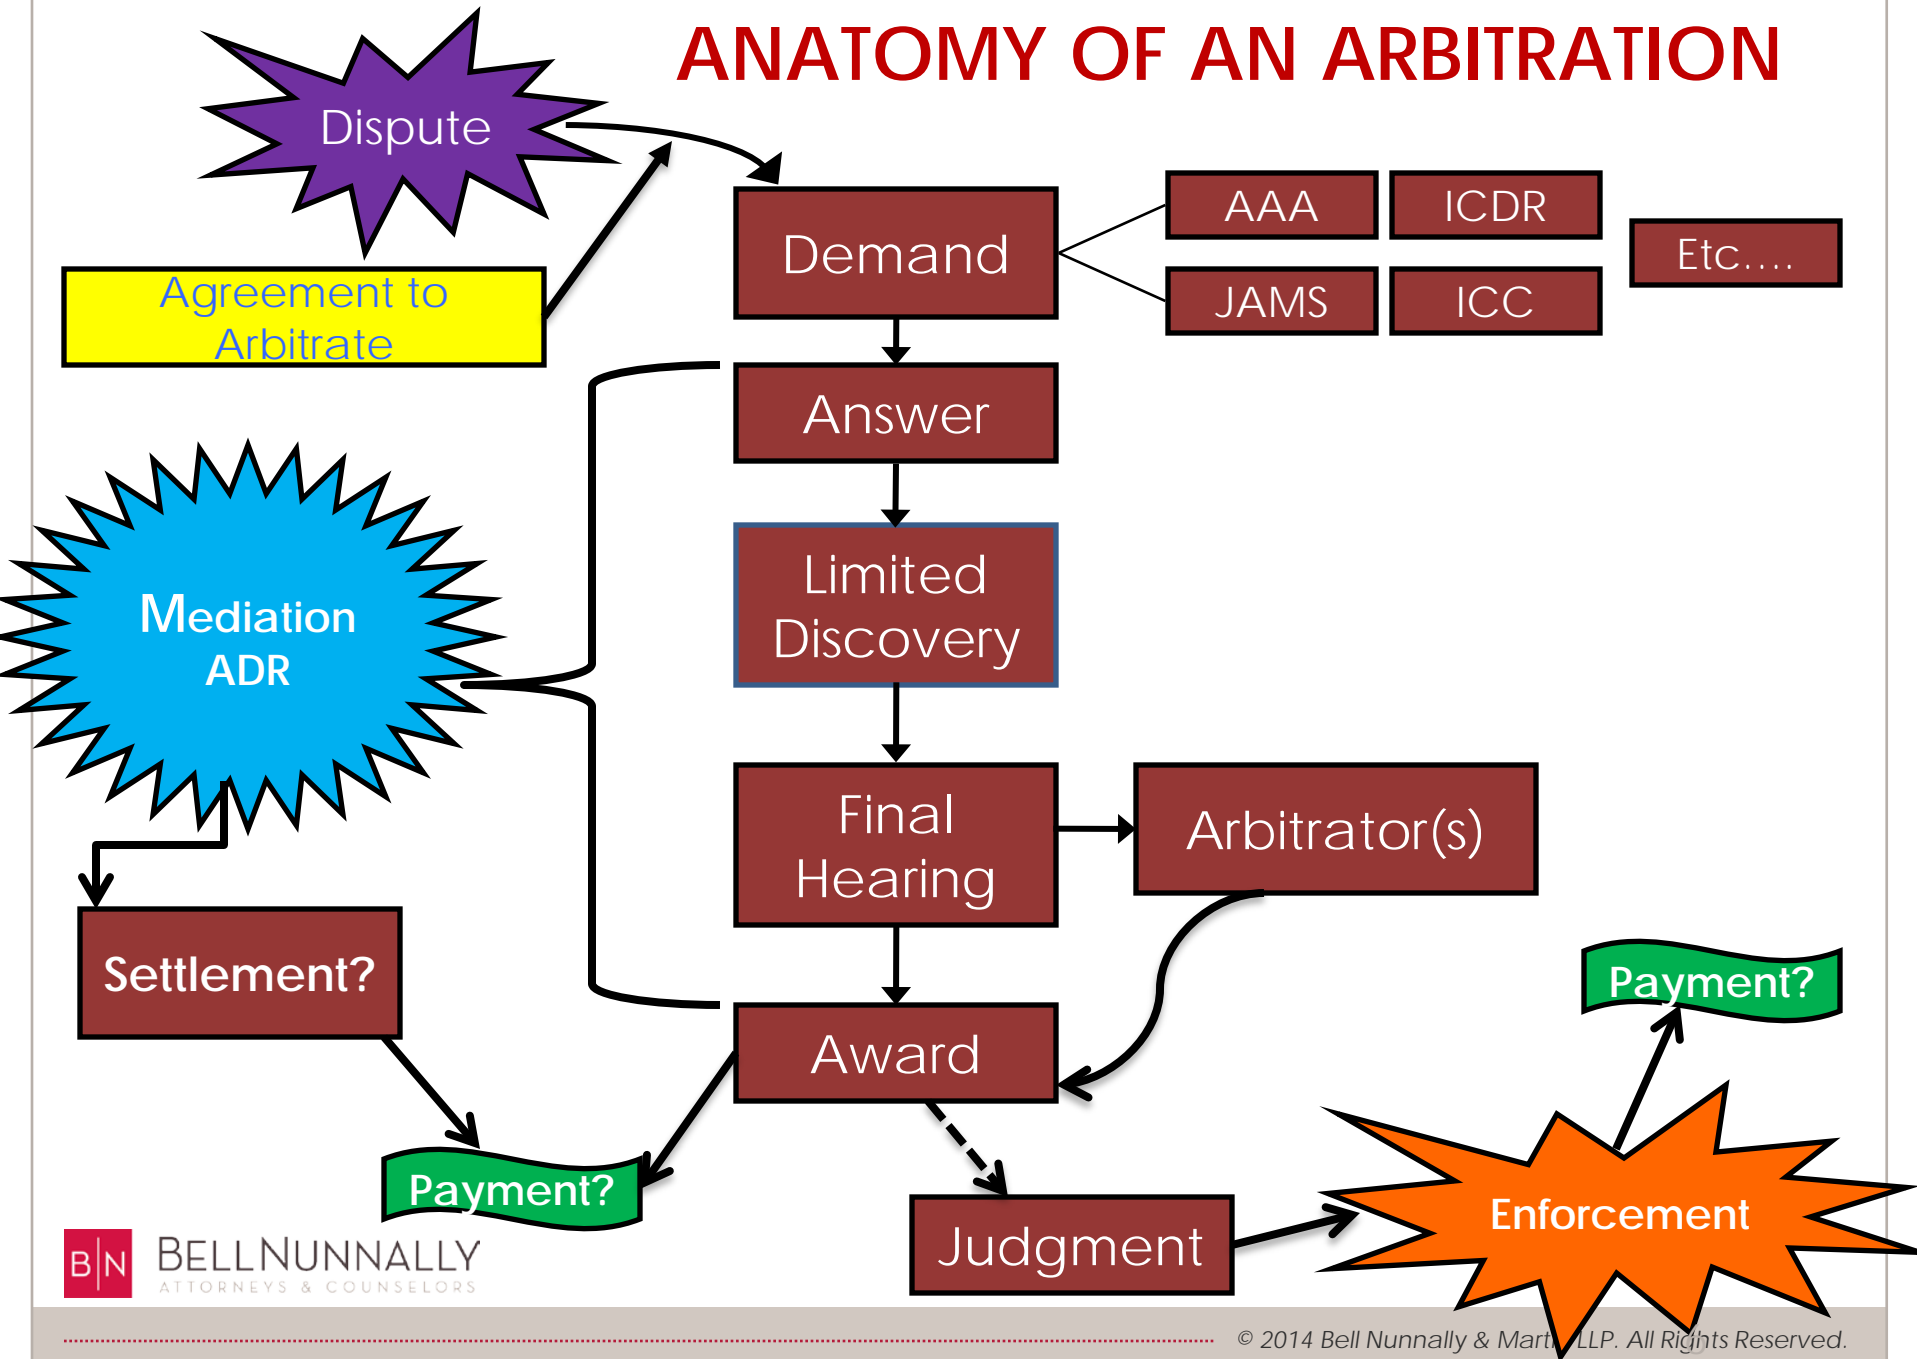 ANATOMY OF AN ARBITRATION
Dispute
Agreement to
Arbitrate
Demand
AAA
ICDR
JAMS
ICC
Etc....
Answer
Limited
Discovery
Mediation
ADR
Final
Hearing
Arbitrator(s)
Settlement?
Award
Payment?
Payment?
Judgment
Enforcement
B|N
BELLNUNNALLY
ATTORNEYS & COUNSELORS
© 2014 Bell Nunnally & LLP. All Rights Reserved.